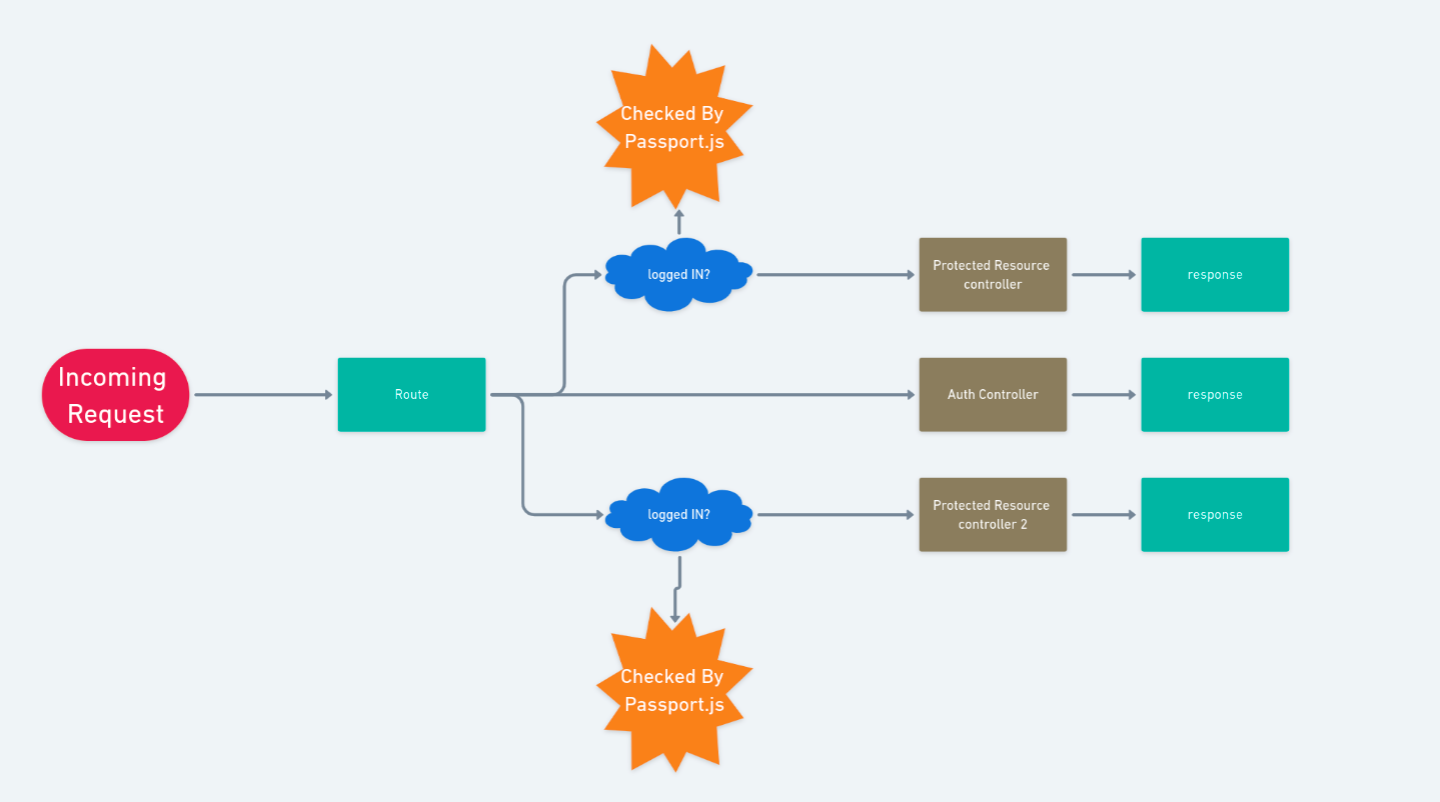 Checked By
Passport.js
logged IN?
Protected Resource
controller
response
Incoming
Request
Route
Auth Controller
response
logged IN?
Protected Resource
controller 2
response
Checked By
Passport.js